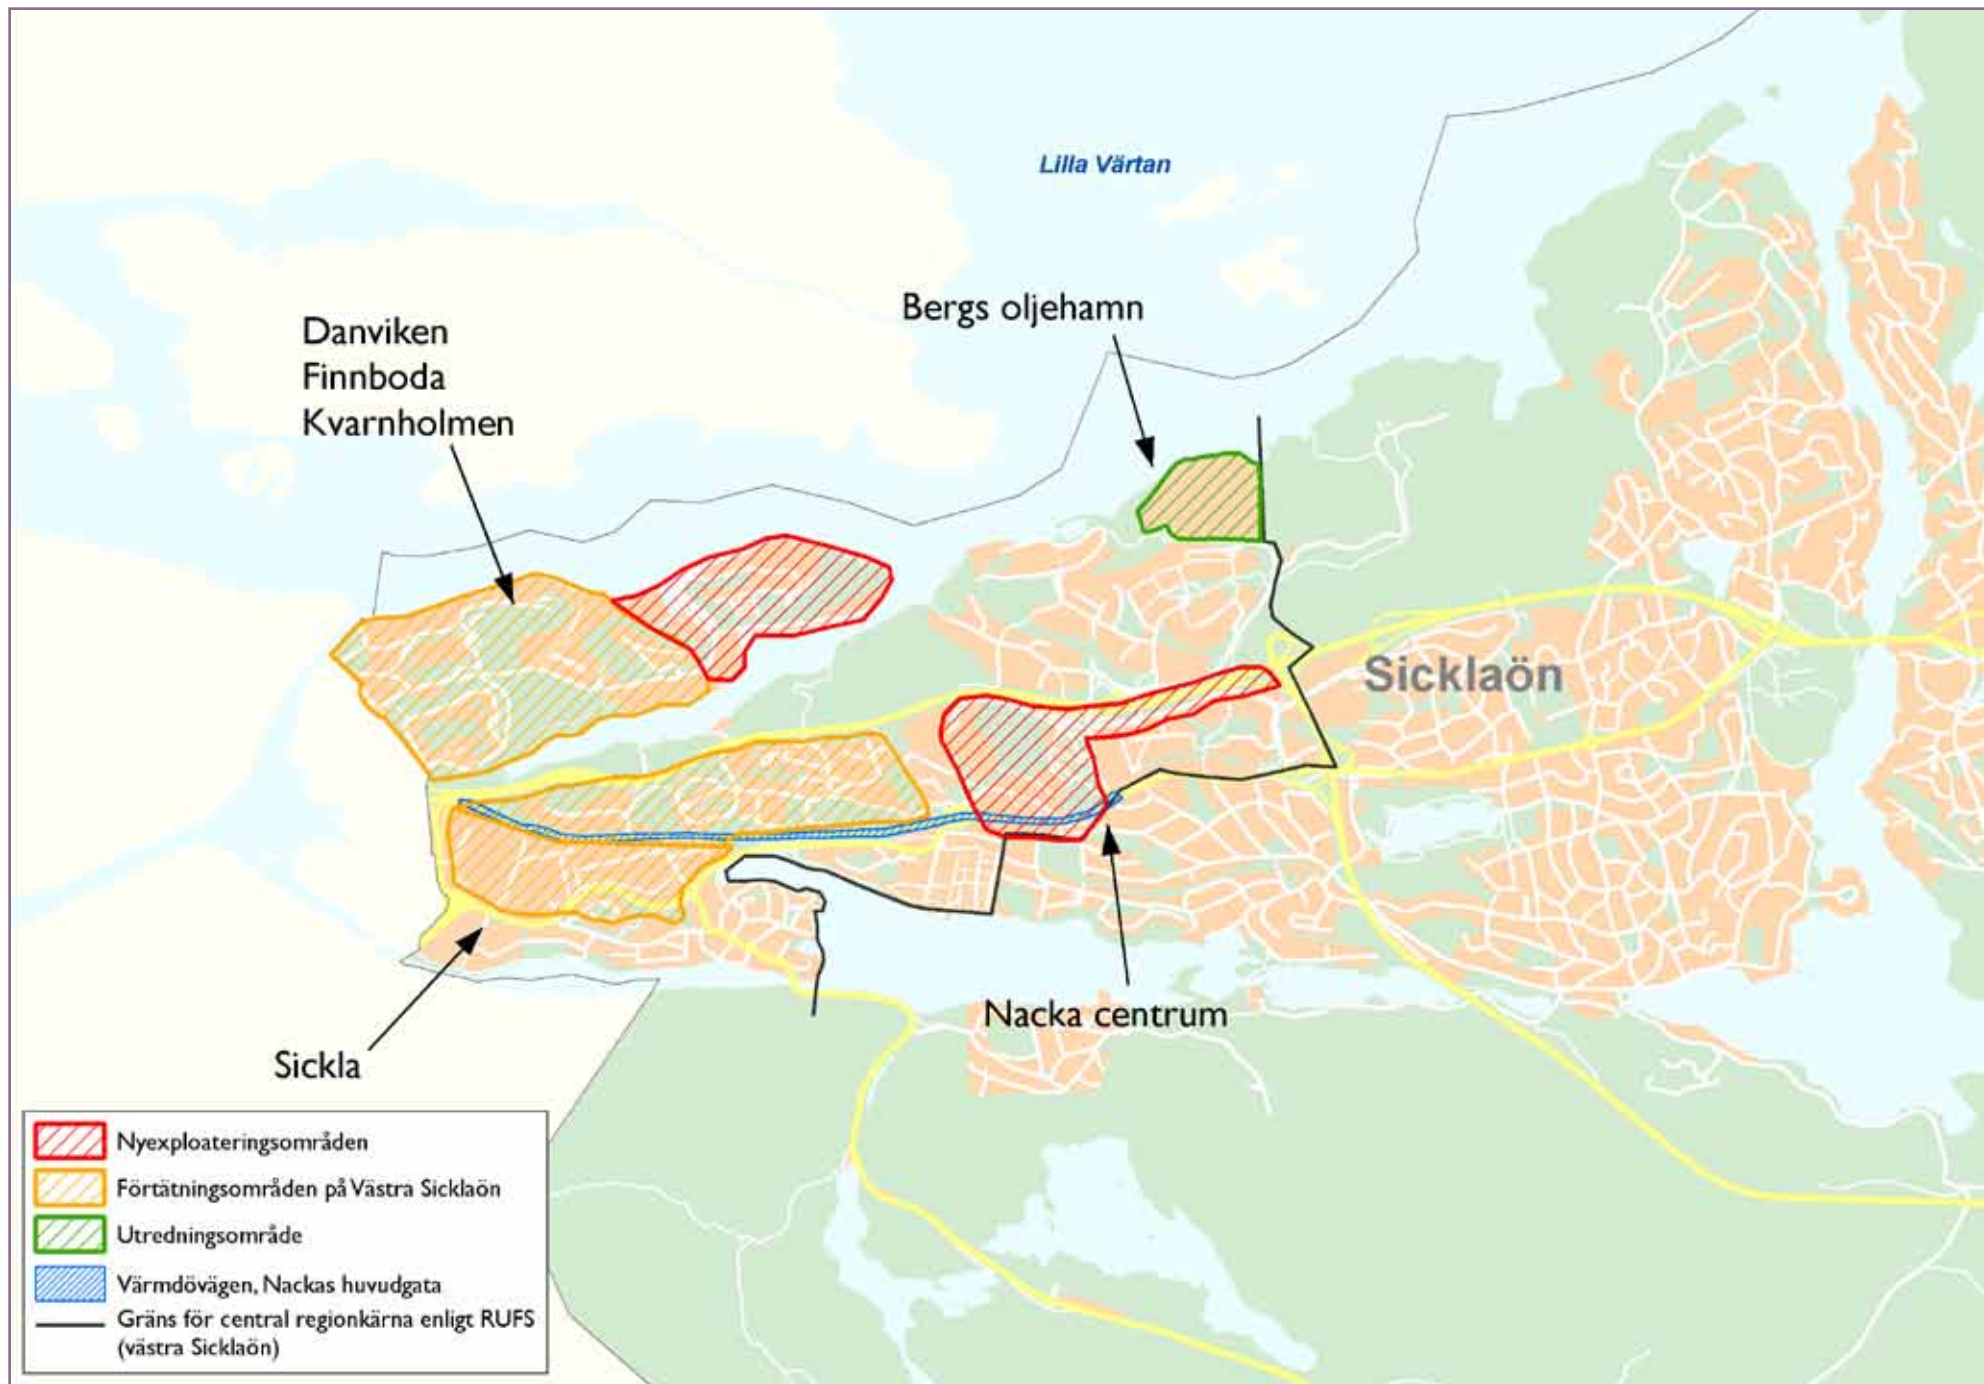 Lilla Värtan
Bergs oljehamn
Danviken
Finnboda
Kvarnholmen
Sicklaön
Nacka centrum
Sickla
Nyexploateringsområden
Förtätningsområden på Västra Sicklaön
Utredningsområde
Värmdövägen, Nackas huvudgata
Gräns för central regionkärna enligt RUFS
(västra Sicklaön)